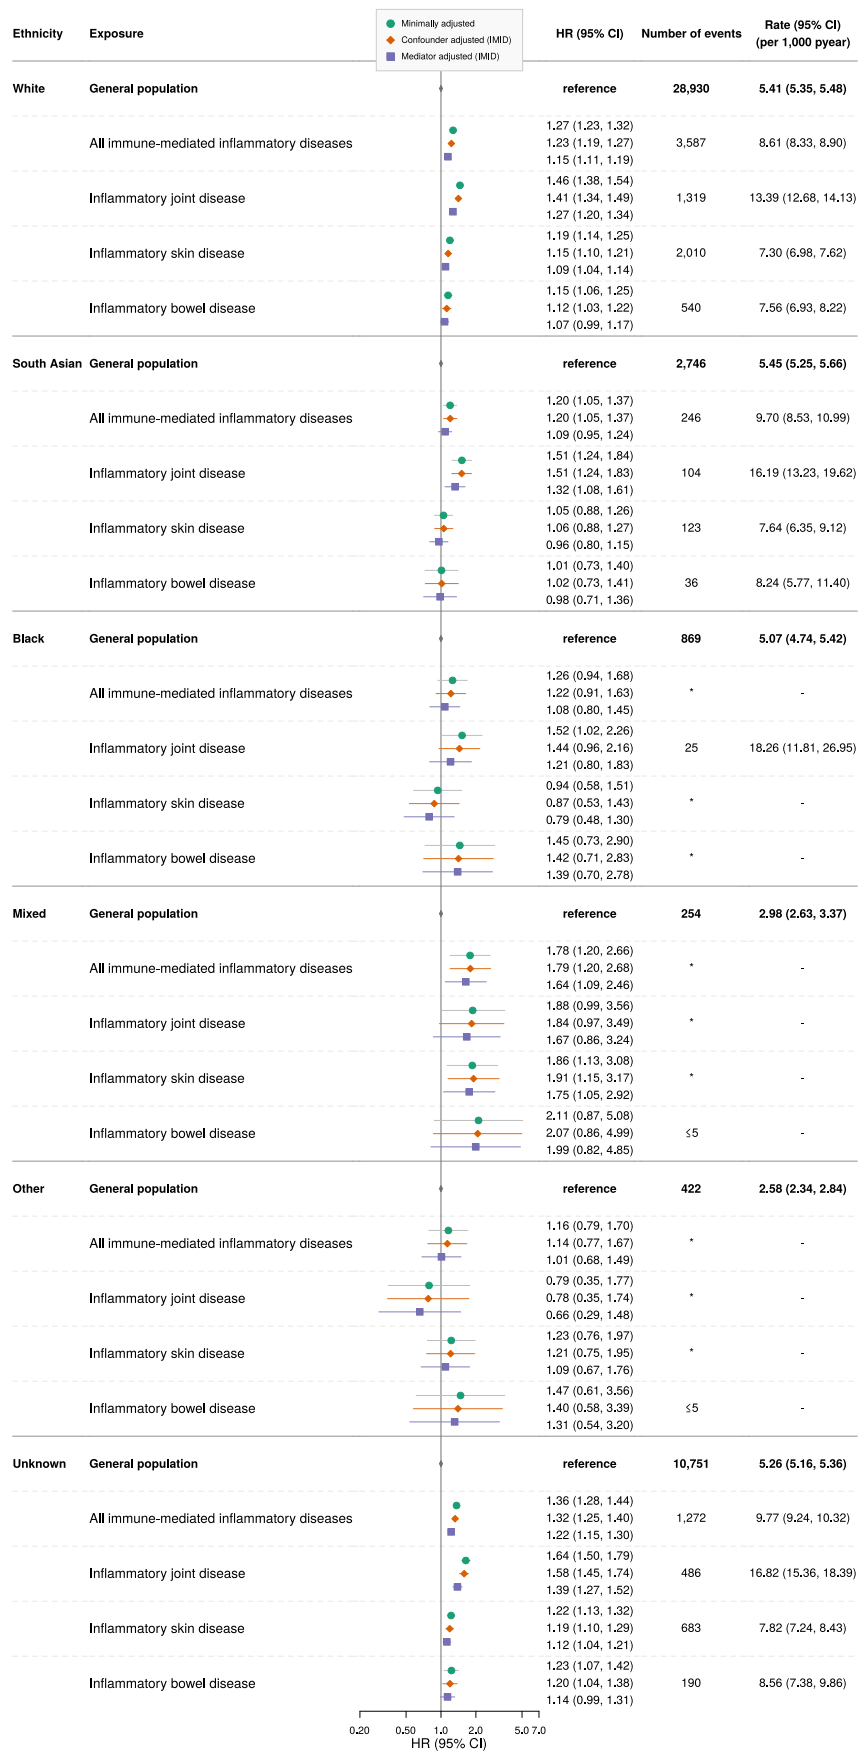 Minimally adjusted
Confounder adjusted (IMID)
Mediator adjusted (IMID)
Ethnicity Exposure HR (95% CI) Number of events Rate (95% CI) (per 1,000 pyear)
White General population reference 28,930 5.41 (5.35, 5.48)
1.27 (1.23, 1.32)
All immune-mediated inflammatory diseases 1.23 (1.19, 1.27) 3,587 8.61 (8.33, 8.90)
1.15 (1.11, 1.19)
1.46 (1.38, 1.54)
Inflammatory joint disease 1.41 (1.34, 1.49) 1,319 13.39 (12.68, 14.13)
1.27 (1.20, 1.34)
1.19 (1.14, 1.25)
Inflammatory skin disease 1.15 (1.10, 1.21) 2,010 7.30 (6.98, 7.62)
1.09 (1.04, 1.14)
1.15 (1.06, 1.25)
Inflammatory bowel disease 1.12 (1.03, 1.22) 540 7.56 (6.93, 8.22)
1.07 (0.99, 1.17)
South Asian General population reference 2,746 5.45 (5.25, 5.66)
1.20 (1.05, 1.37)
All immune-mediated inflammatory diseases 1.20 (1.05, 1.37) 246 9.70 (8.53, 10.99)
1.09 (0.95, 1.24)
1.51 (1.24, 1.84)
Inflammatory joint disease 1.51 (1.24, 1.83) 104 16.19 (13.23, 19.62)
1.32 (1.08, 1.61)
1.05 (0.88, 1.26)
Inflammatory skin disease 1.06 (0.88, 1.27) 123 7.64 (6.35, 9.12)
0.96 (0.80, 1.15)
1.01 (0.73, 1.40)
Inflammatory bowel disease 1.02 (0.73, 1.41) 36 8.24 (5.77, 11.40)
0.98 (0.71, 1.36)
Black General population reference 869 5.07 (4.74, 5.42)
1.26 (0.94, 1.68)
All immune-mediated inflammatory diseases 1.22 (0.91, 1.63) * -
1.08 (0.80, 1.45)
1.52 (1.02, 2.26)
Inflammatory joint disease 1.44 (0.96, 2.16) 25 18.26 (11.81, 26.95)
1.21 (0.80, 1.83)
0.94 (0.58, 1.51)
Inflammatory skin disease 0.87 (0.53, 1.43) * -
0.79 (0.48, 1.30)
1.45 (0.73, 2.90)
Inflammatory bowel disease 1.42 (0.71, 2.83) * -
1.39 (0.70, 2.78)
Mixed General population reference 254 2.98 (2.63, 3.37)
1.78 (1.20, 2.66)
All immune-mediated inflammatory diseases 1.79 (1.20, 2.68) * -
1.64 (1.09, 2.46)
1.88 (0.99, 3.56)
Inflammatory joint disease 1.84 (0.97, 3.49) * -
1.67 (0.86, 3.24)
1.86 (1.13, 3.08)
Inflammatory skin disease 1.91 (1.15, 3.17) * -
1.75 (1.05, 2.92)
2.11 (0.87, 5.08)
Inflammatory bowel disease 2.07 (0.86, 4.99) ≤5 -
1.99 (0.82, 4.85)
Other General population reference 422 2.58 (2.34, 2.84)
1.16 (0.79, 1.70)
All immune-mediated inflammatory diseases 1.14 (0.77, 1.67) * -
1.01 (0.68, 1.49)
0.79 (0.35, 1.77)
Inflammatory joint disease 0.78 (0.35, 1.74) * -
0.66 (0.29, 1.48)
1.23 (0.76, 1.97)
Inflammatory skin disease 1.21 (0.75, 1.95) * -
1.09 (0.67, 1.76)
1.47 (0.61, 3.56)
Inflammatory bowel disease 1.40 (0.58, 3.39) ≤5 -
1.31 (0.54, 3.20)
Unknown General population reference 10,751 5.26 (5.16, 5.36)
1.36 (1.28, 1.44)
All immune-mediated inflammatory diseases 1.32 (1.25, 1.40) 1,272 9.77 (9.24, 10.32)
1.22 (1.15, 1.30)
1.64 (1.50, 1.79)
Inflammatory joint disease 1.58 (1.45, 1.74) 486 16.82 (15.36, 18.39)
1.39 (1.27, 1.52)
1.22 (1.13, 1.32)
Inflammatory skin disease 1.19 (1.10, 1.29) 683 7.82 (7.24, 8.43)
1.12 (1.04, 1.21)
1.23 (1.07, 1.42)
Inflammatory bowel disease 1.20 (1.04, 1.38) 190 8.56 (7.38, 9.86)
1.14 (0.99, 1.31)
0.20 0.50 1.0 2.0 5.0 7.0
HR (95% CI)